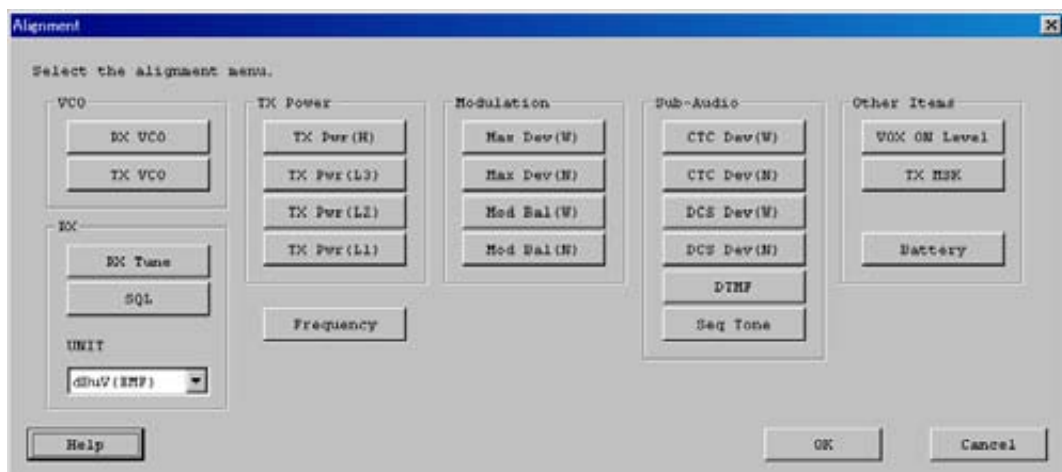 Alignment
Select the alignment menu.
VCO
RX VCO
TX VCO
RX
RX Tune
SQL
UNIT
dBuV(EMF)
TX Power
TX Pwr(H)
TX Pwr(L3)
TX Pwr(L2)
TX Pwr(L1)
Frequency
Modulation
Max Dev(W)
Max Dev(N)
Mod Bal(W)
Mod Bal(N)
Sub-Audio
CTC Dev(W)
CTC Dev(N)
DCS Dev(W)
DCS Dev(N)
DTMF
Seq Tone
Other Items
VOX ON Level
TX MSK
Battery
Help
OK
Cancel